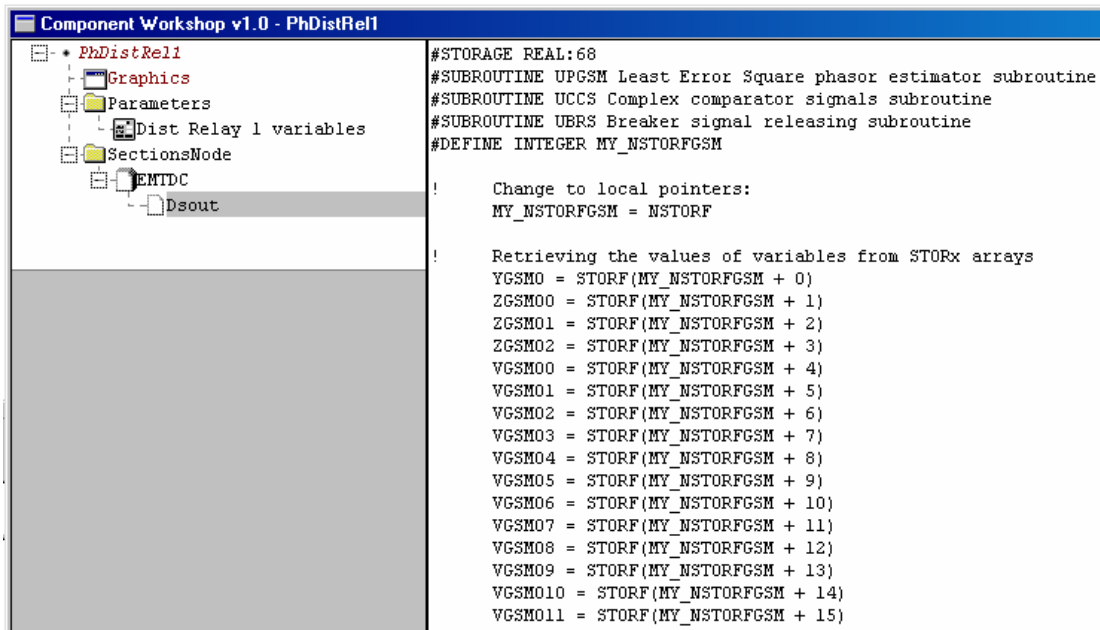 Component Workshop v1.0 - PhDistRel1
PhDistRel1
Graphics
Parameters
Dist Relay 1 variables
SectionsNode
EMTDC
Dsout
#STORAGE REAL:68
#SUBROUTINE UPGSM Least Error Square phasor estimator subroutine
#SUBROUTINE UCCS Complex comparator signals subroutine
#SUBROUTINE UBRS Breaker signal releasing subroutine
#DEFINE INTEGER MY_NSTORFGSM
! Change to local pointers:
MY_NSTORFGSM = NSTORF
! Retrieving the values of variables from STORx arrays
YGSM0 = STORF(MY_NSTORFGSM + 0)
ZGSM00 = STORF(MY_NSTORFGSM + 1)
ZGSM01 = STORF(MY_NSTORFGSM + 2)
ZGSM02 = STORF(MY_NSTORFGSM + 3)
VGSM00 = STORF(MY_NSTORFGSM + 4)
VGSM01 = STORF(MY_NSTORFGSM + 5)
VGSM02 = STORF(MY_NSTORFGSM + 6)
VGSM03 = STORF(MY_NSTORFGSM + 7)
VGSM04 = STORF(MY_NSTORFGSM + 8)
VGSM05 = STORF(MY_NSTORFGSM + 9)
VGSM06 = STORF(MY_NSTORFGSM + 10)
VGSM07 = STORF(MY_NSTORFGSM + 11)
VGSM08 = STORF(MY_NSTORFGSM + 12)
VGSM09 = STORF(MY_NSTORFGSM + 13)
VGSM010 = STORF(MY_NSTORFGSM + 14)
VGSM011 = STORF(MY_NSTORFGSM + 15)